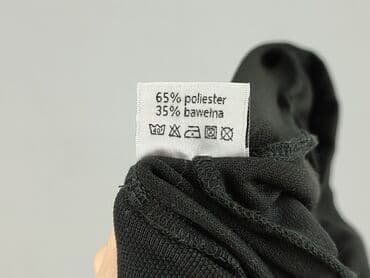 65% poliester
35% bawełna